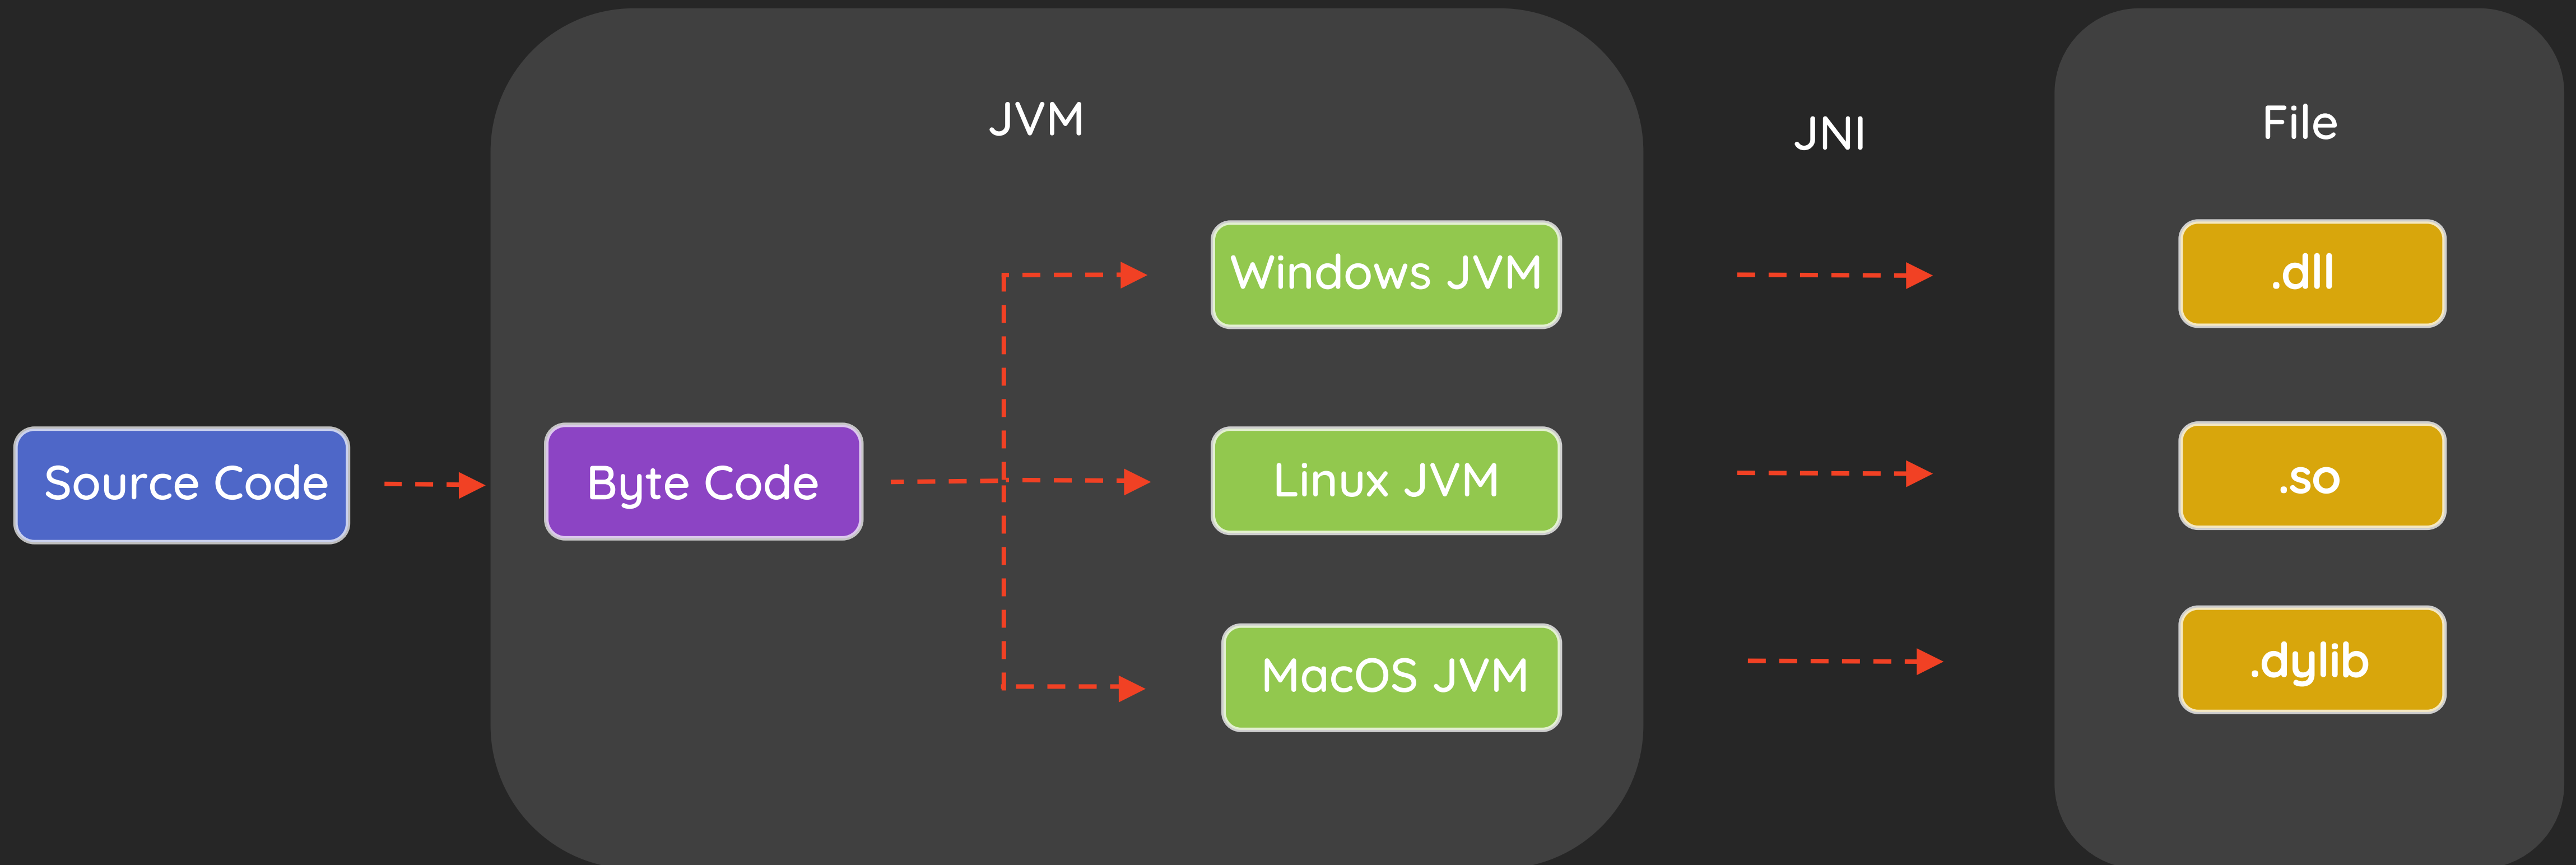 JVM
JNI
File
Source Code
Byte Code
Windows JVM
Linux JVM
MacOS JVM
.dll
.so
.dylib